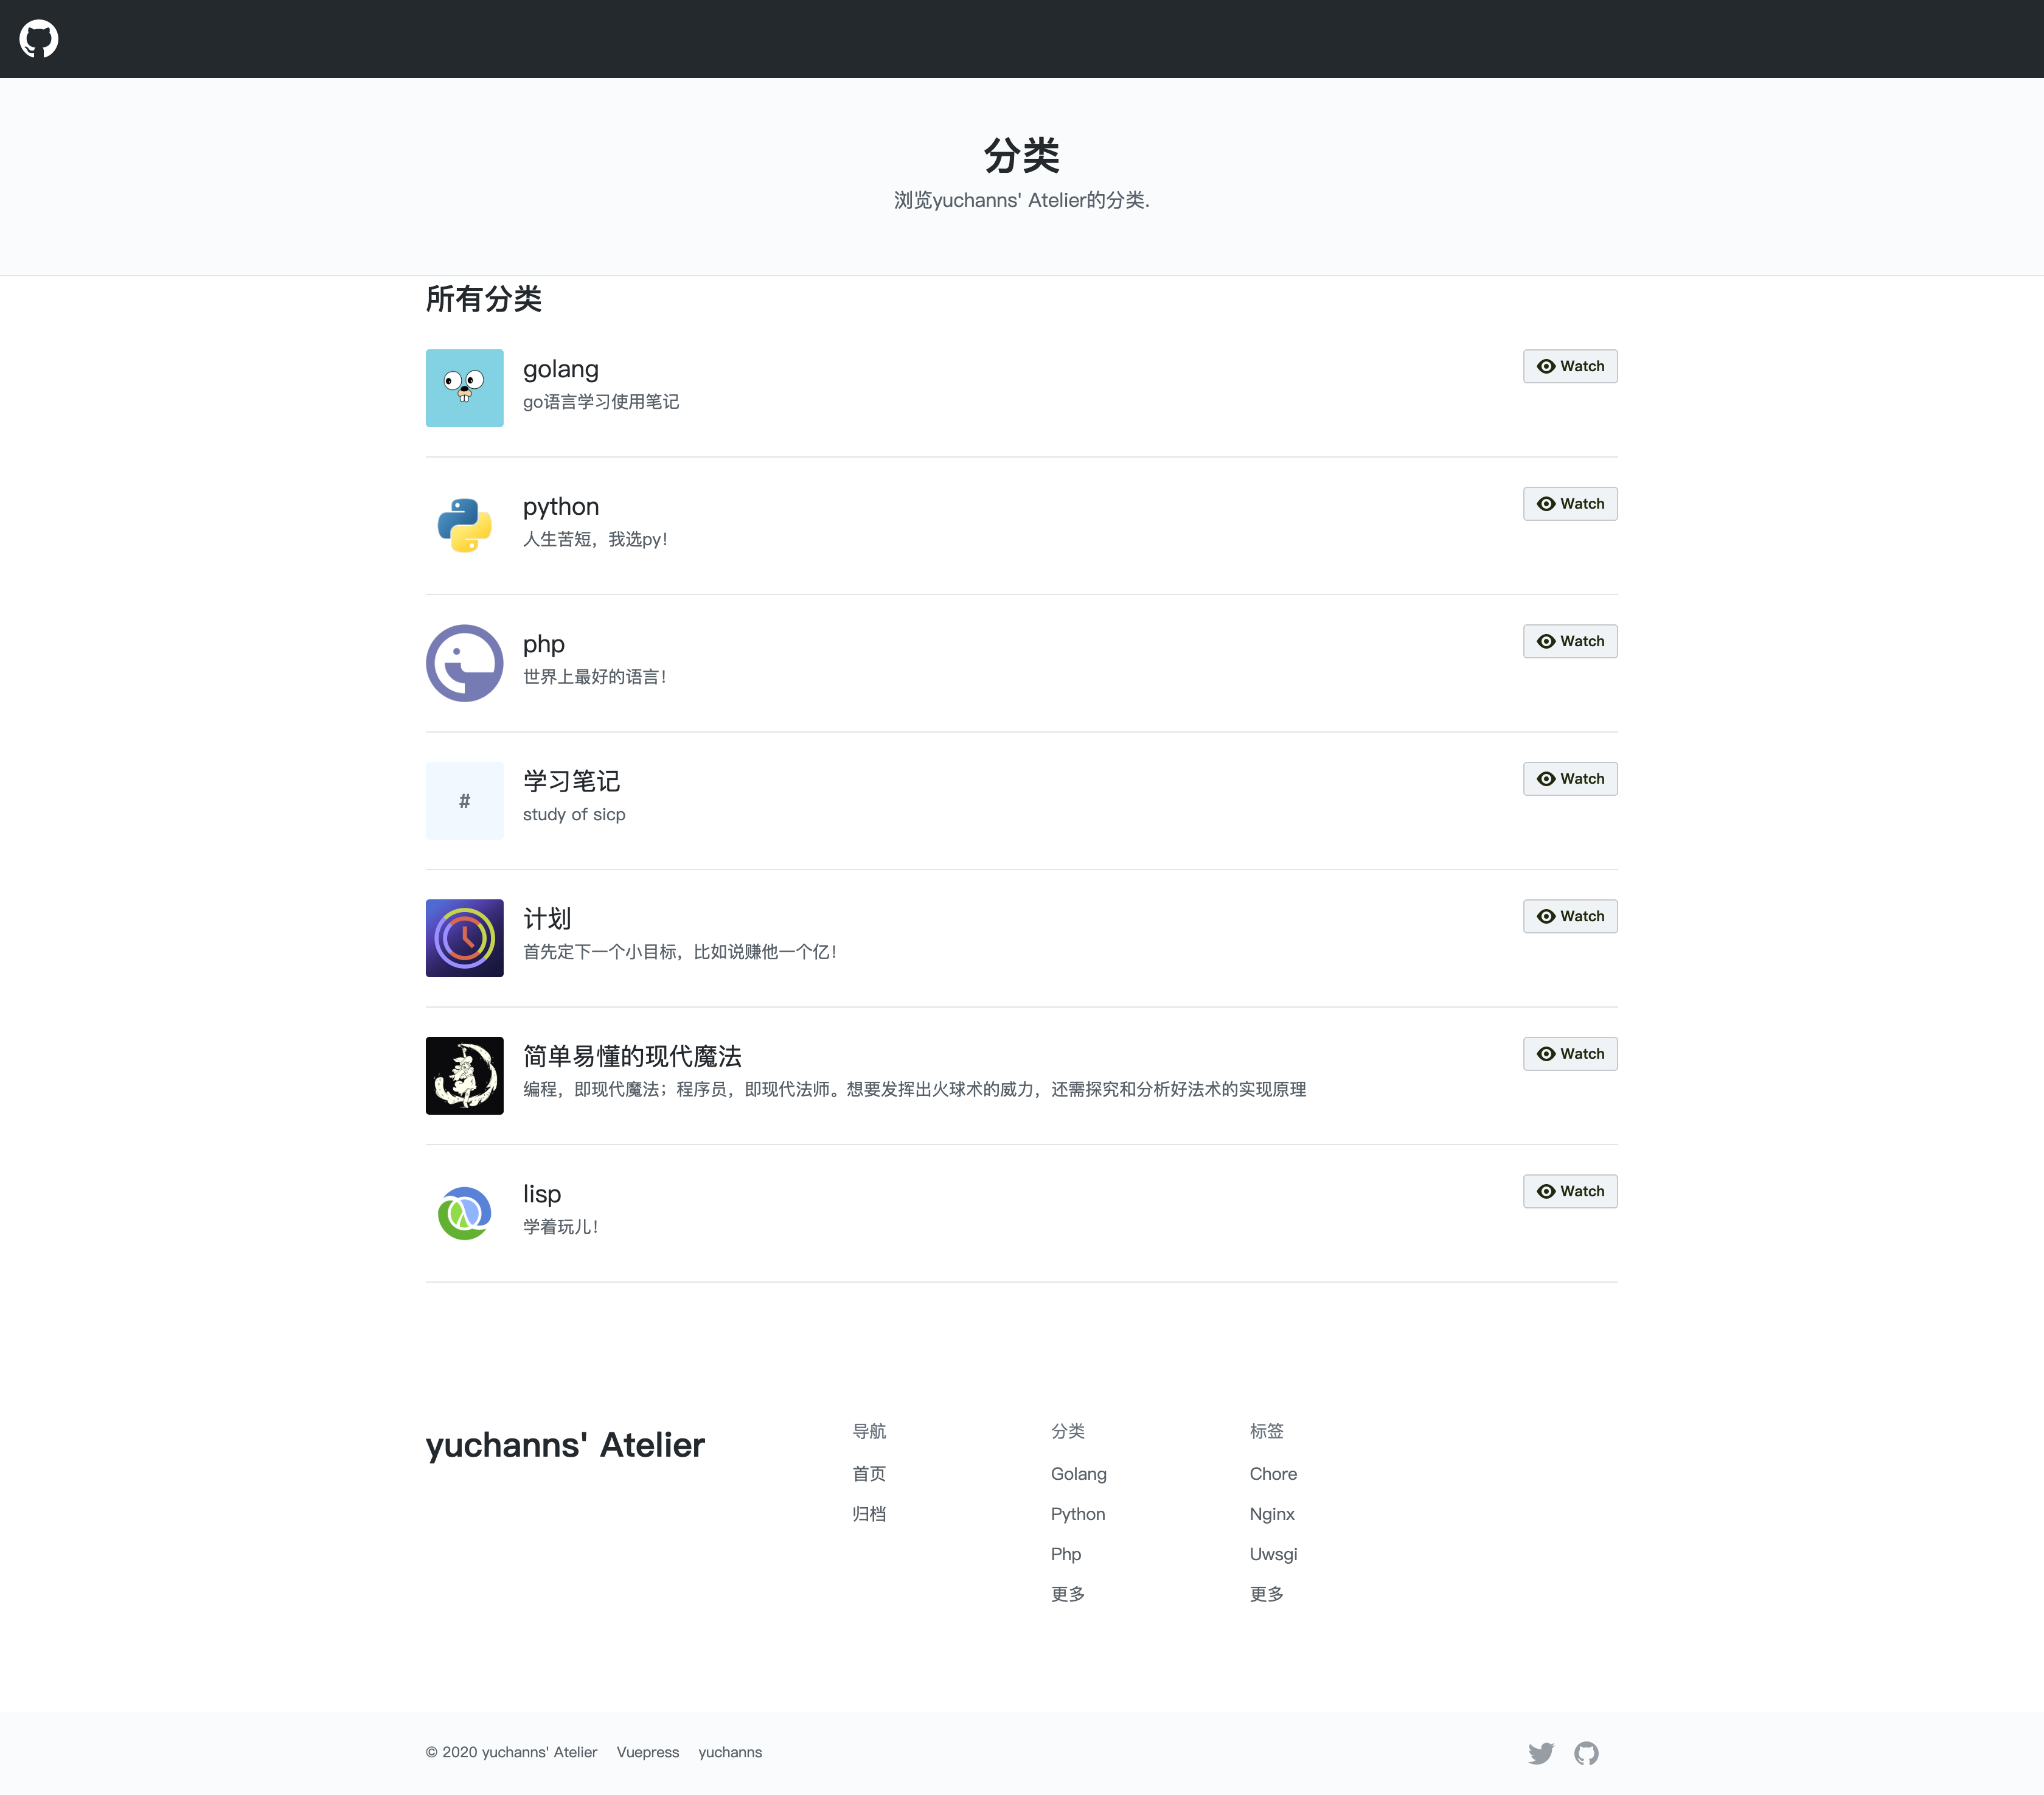 分类
浏览yuchanns' Atelier的分类.
所有分类
golang
Watch
go语言学习使用笔记
python
Watch
人生苦短，我选py！
php
Watch
世界上最好的语言！
#
学习笔记
Watch
study of sicp
计划
Watch
首先定下一个小目标，比如说赚他一个亿！
简单易懂的现代魔法
Watch
编程，即现代魔法；程序员，即现代法师。想要发挥出火球术的威力，还需探究和分析好法术的实现原理
lisp
Watch
学着玩儿！
yuchanns' Atelier
导航
首页
归档
分类
Golang
Python
Php
更多
标签
Chore
Nginx
Uwsgi
更多
© 2020 yuchanns' Atelier Vuepress yuchanns